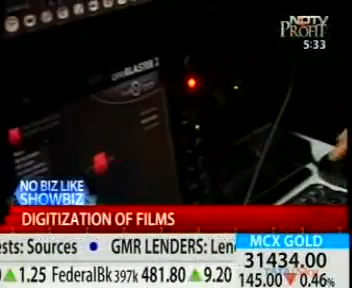 NDTV
PROFIT
5:33
NO BIZ LIKE
SHOWBIZ
DIGITIZATION OF FILMS
ests: Sources • GMR LENDERS: Len
MCX GOLD
31434.00
145.00 ▼ 0.46%
0 ▲ 1.25 FederalBk 397k 481.80 ▲ 9.20